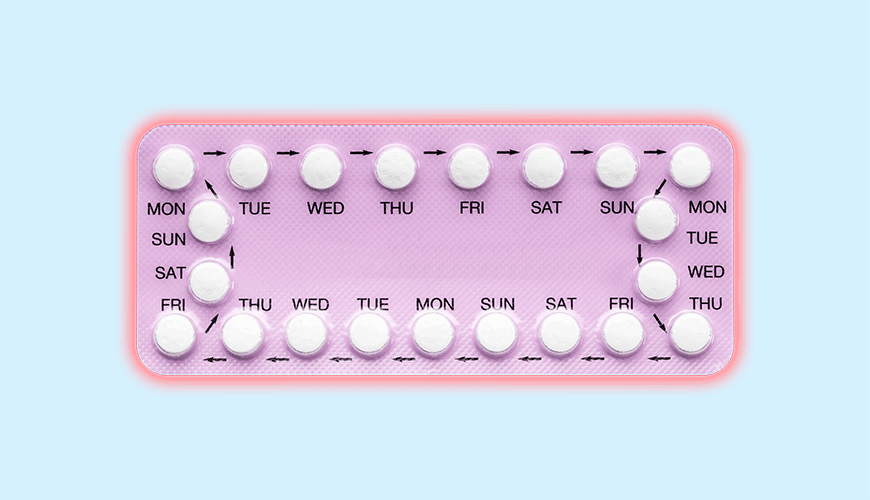 MON TUE WED THU FRI SAT SUN MON
SUN TUE
SAT WED
FRI THU WED TUE MON SUN SAT FRI THU